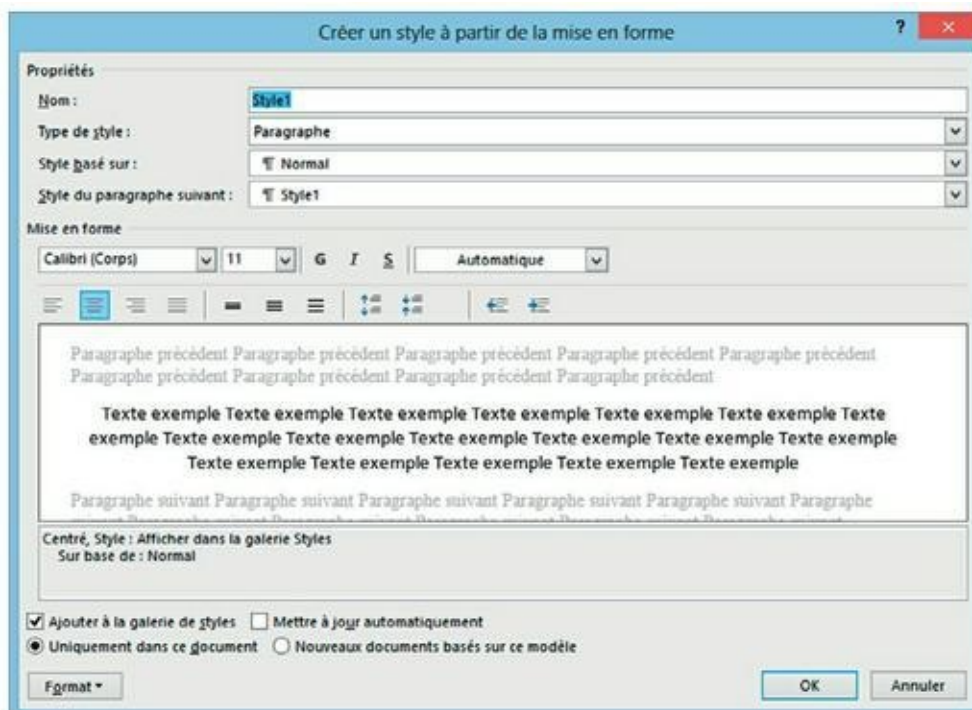 Créer un style à partir de la mise en forme
?
Propriétés
Nom : Style1
Type de style : Paragraphe
Style basé sur : ¶ Normal
Style du paragraphe suivant : ¶ Style1
Mise en forme
Calibri (Corps) 11 G I S Automatique
Paragraphe précédent Paragraphe précédent Paragraphe précédent Paragraphe précédent Paragraphe précédent
Paragraphe précédent Paragraphe précédent Paragraphe précédent Paragraphe précédent
Texte exemple Texte exemple Texte exemple Texte exemple Texte exemple Texte exemple Texte
exemple Texte exemple Texte exemple Texte exemple Texte exemple Texte exemple Texte exemple
Texte exemple Texte exemple Texte exemple Texte exemple Texte exemple
Paragraphe suivant Paragraphe suivant Paragraphe suivant Paragraphe suivant Paragraphe suivant Paragraphe
Centré, Style : Afficher dans la galerie Styles
Sur base de : Normal
Ajouter à la galerie de styles Mettre à jour automatiquement
Uniquement dans ce document Nouveaux documents basés sur ce modèle
Format OK Annuler